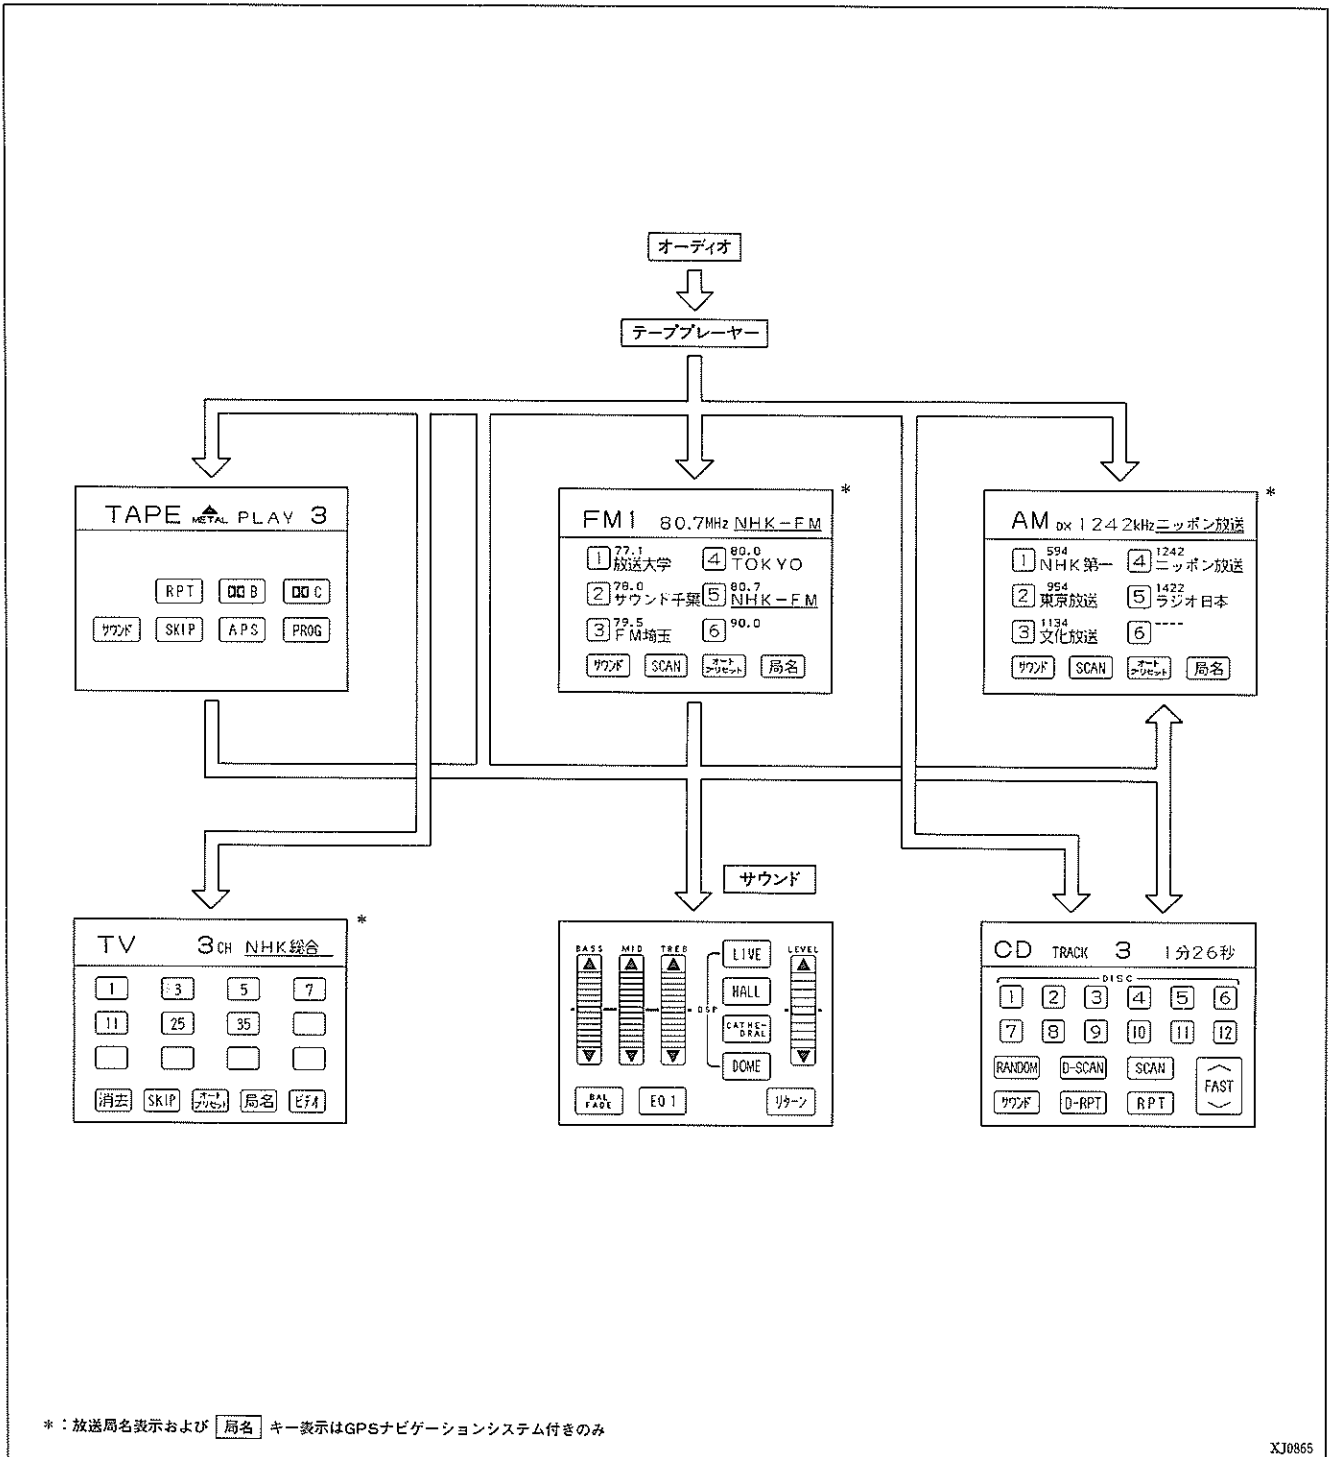 オーディオ
テーププレーヤー
TAPE METAL PLAY 3
RPT B C
サウンド SKIP APS PROG
*
FM1 80.7MHz NHK-FM
1 77.1 放送大学 4 80.0 TOKYO
2 78.0 サウンド千葉 5 80.7 NHK-FM
3 79.5 FM埼玉 6 90.0
サウンド SCAN オートプリセット 局名
*
AM DX 1242kHz ニッポン放送
1 594 NHK第一 4 1242 ニッポン放送
2 954 東京放送 5 1422 ラジオ日本
3 1134 文化放送 6 ----
サウンド SCAN オートプリセット 局名
*
TV 3CH NHK総合
1 3 5 7
11 25 35
消去 SKIP オートプリセット 局名 ビデオ
サウンド
BASS MID TREB LIVE LEVEL
HALL
DSP
CATHE-
DRAL
DOME
BAL
FADE EQ1 リターン
CD TRACK 3 1分26秒
DISC
1 2 3 4 5 6
7 8 9 10 11 12
RANDOM D-SCAN SCAN FAST
サウンド D-RPT RPT
*：放送局名表示および 局名 キー表示はGPSナビゲーションシステム付きのみ
XJ0865